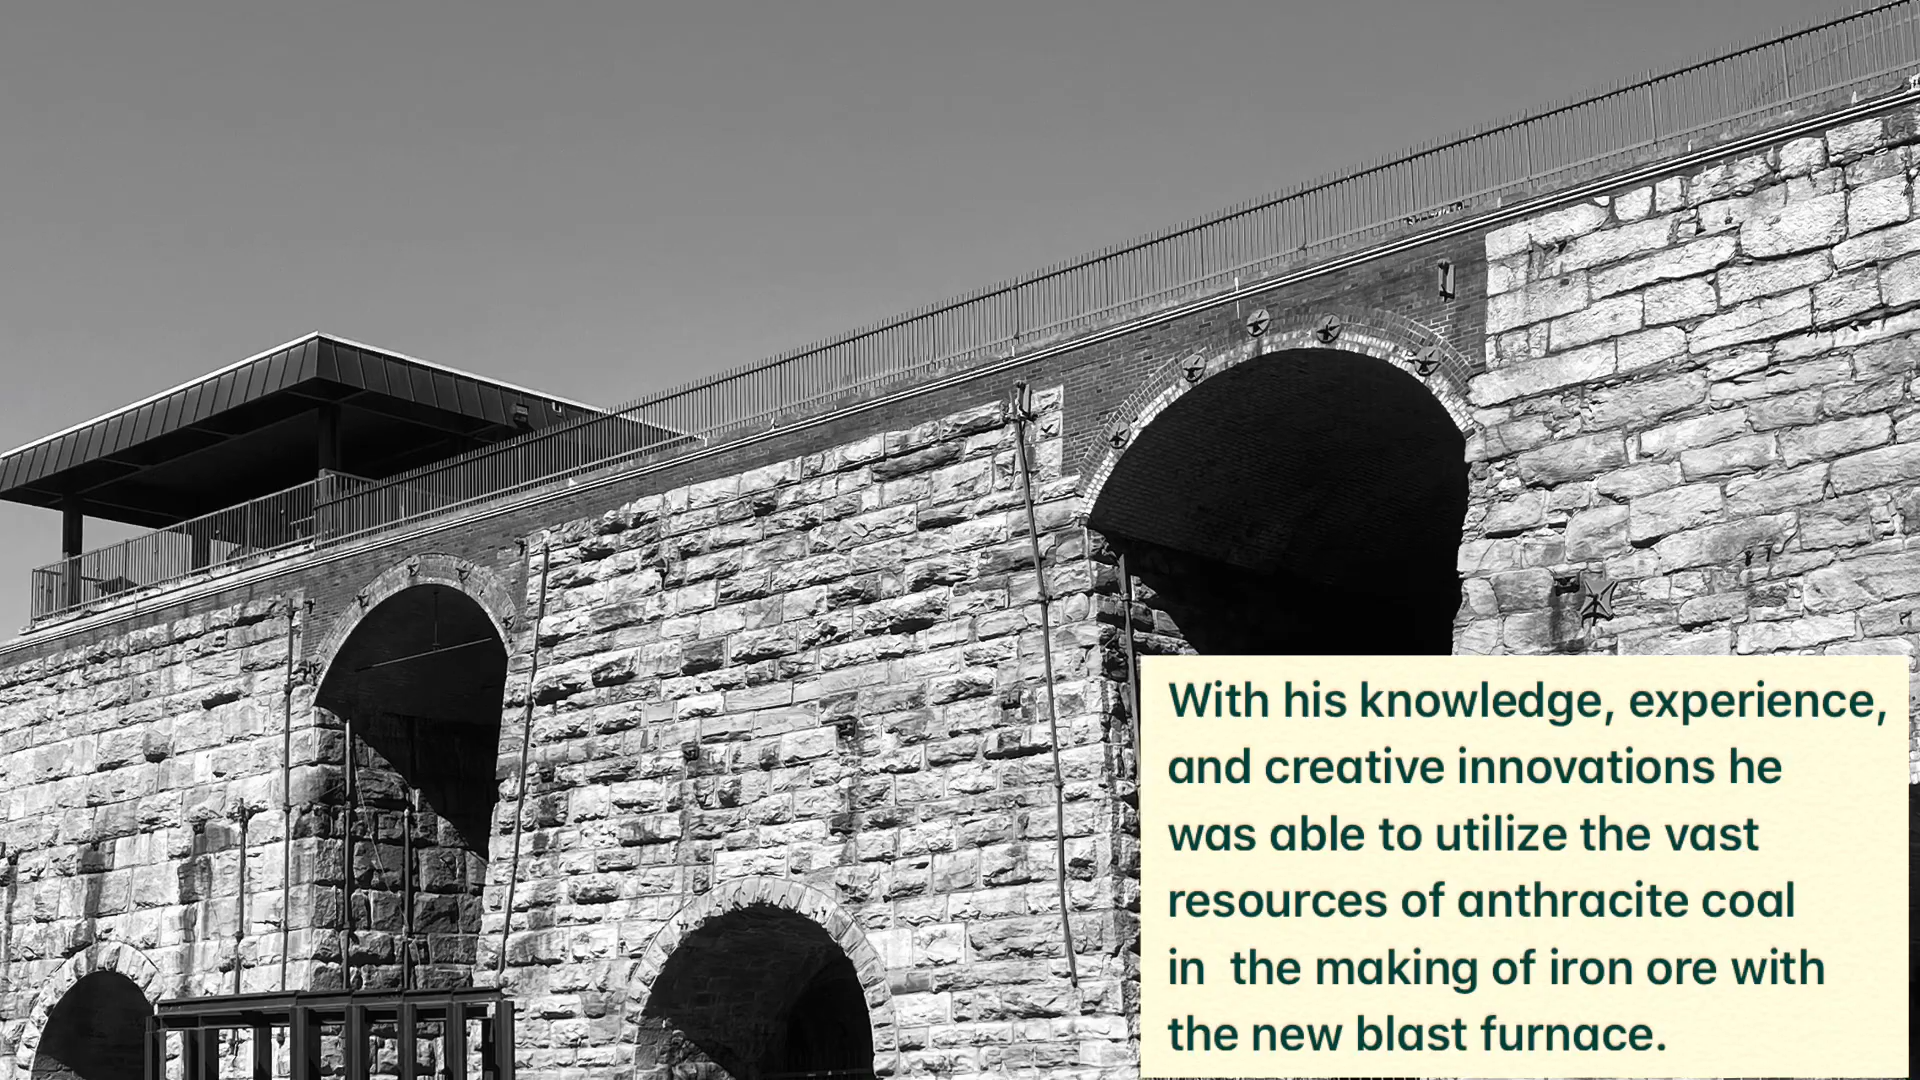 With his knowledge, experience,
and creative innovations he
was able to utilize the vast
resources of anthracite coal
in  the making of iron ore with
the new blast furnace.